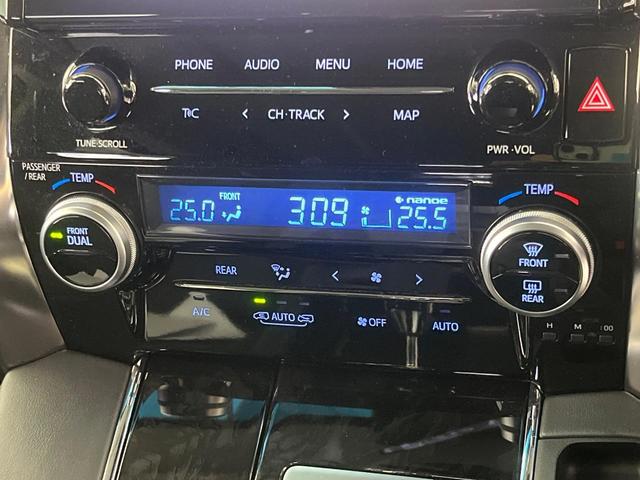 PHONE AUDIO MENU HOME
T@C < CH·TRACK > MAP
TUNE·SCROLL
PWR·VOL
PASSENGER
/REAR
TEMP
TEMP
FRONT nanoe
25.0 309 25.5
FRONT
DUAL
FRONT
REAR
REAR < >
A/C AUTO OFF AUTO
H M :00